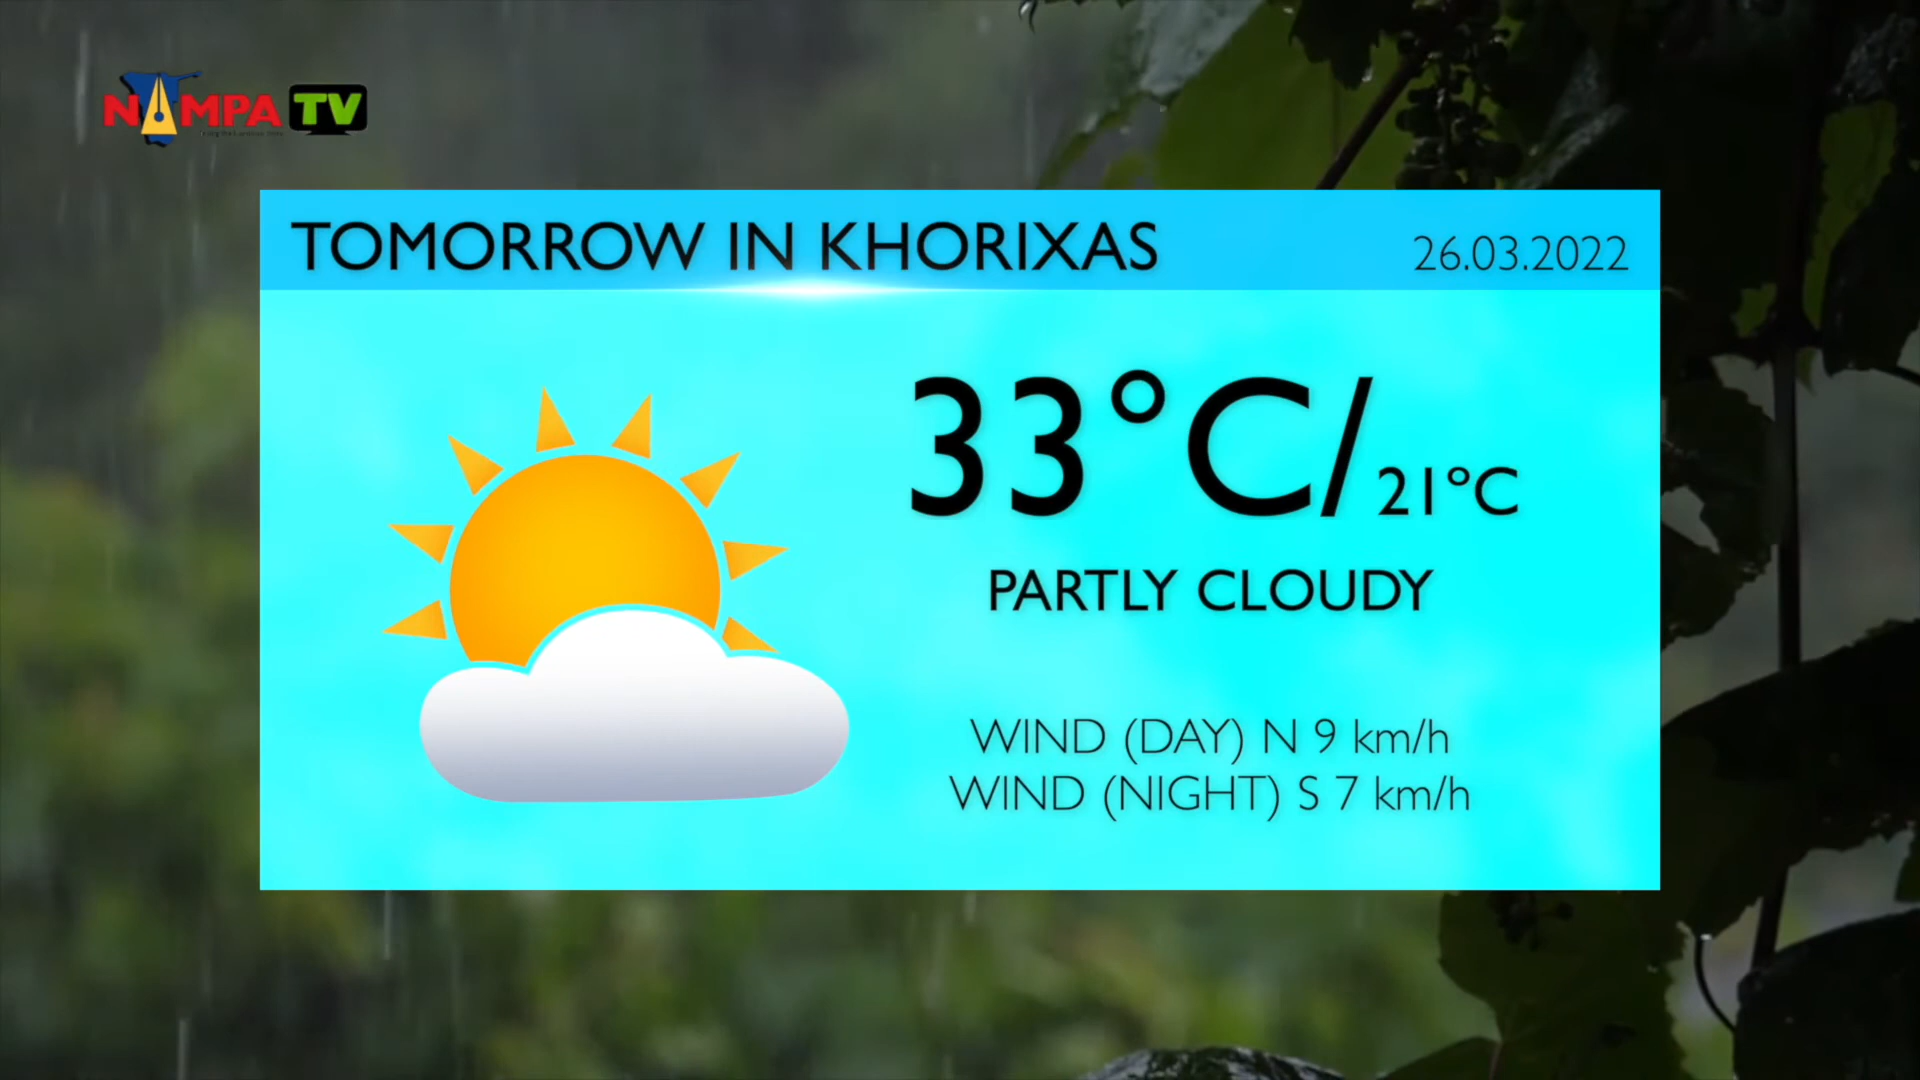 NAMPA TV
TOMORROW IN KHORIXAS
26.03.2022
33°C/21°C
PARTLY CLOUDY
WIND (DAY) N 9 km/h
WIND (NIGHT) S 7 km/h